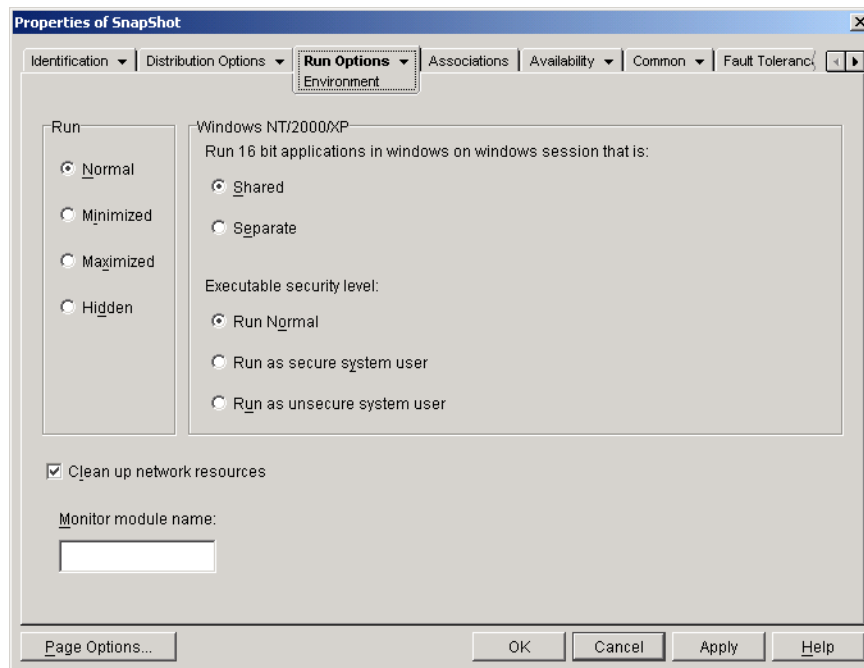 Properties of SnapShot
Identification
Distribution Options
Run Options
Environment
Associations
Availability
Common
Fault Toleranc
Run
Normal
Minimized
Maximized
Hidden
Windows NT/2000/XP
Run 16 bit applications in windows on windows session that is:
Shared
Separate
Executable security level:
Run Normal
Run as secure system user
Run as unsecure system user
Clean up network resources
Monitor module name:
Page Options...
OK
Cancel
Apply
Help